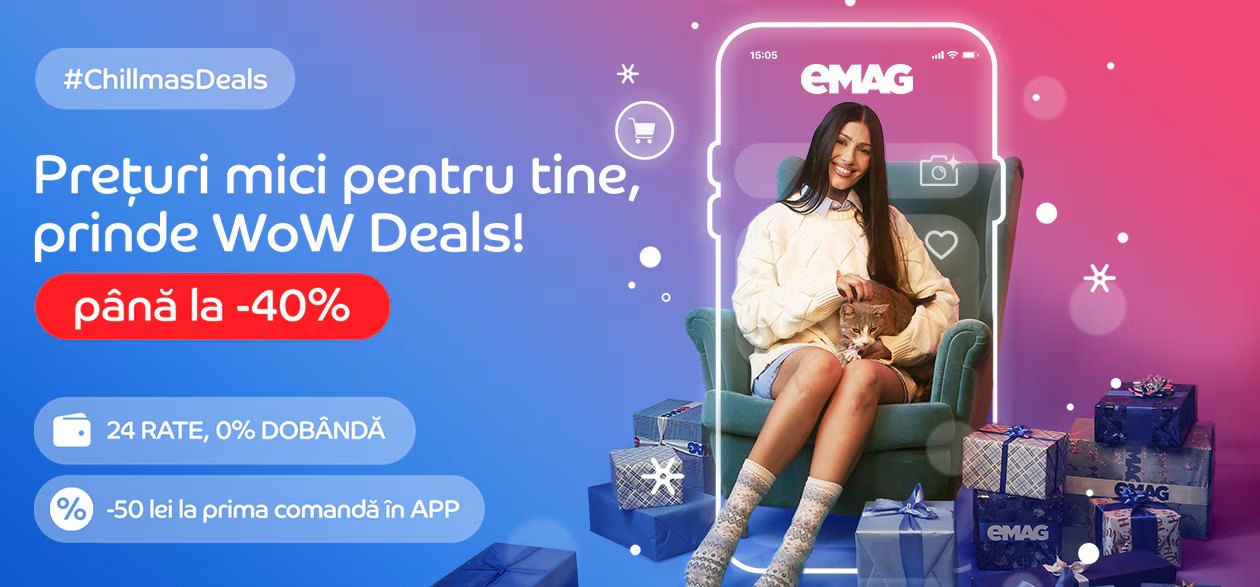 #ChillmasDeals
Prețuri mici pentru tine,
prinde WoW Deals!
până la -40%
24 RATE, 0% DOBÂNDĂ
-50 lei la prima comandă în APP
15:05
eMAG
eMAG
eMAG